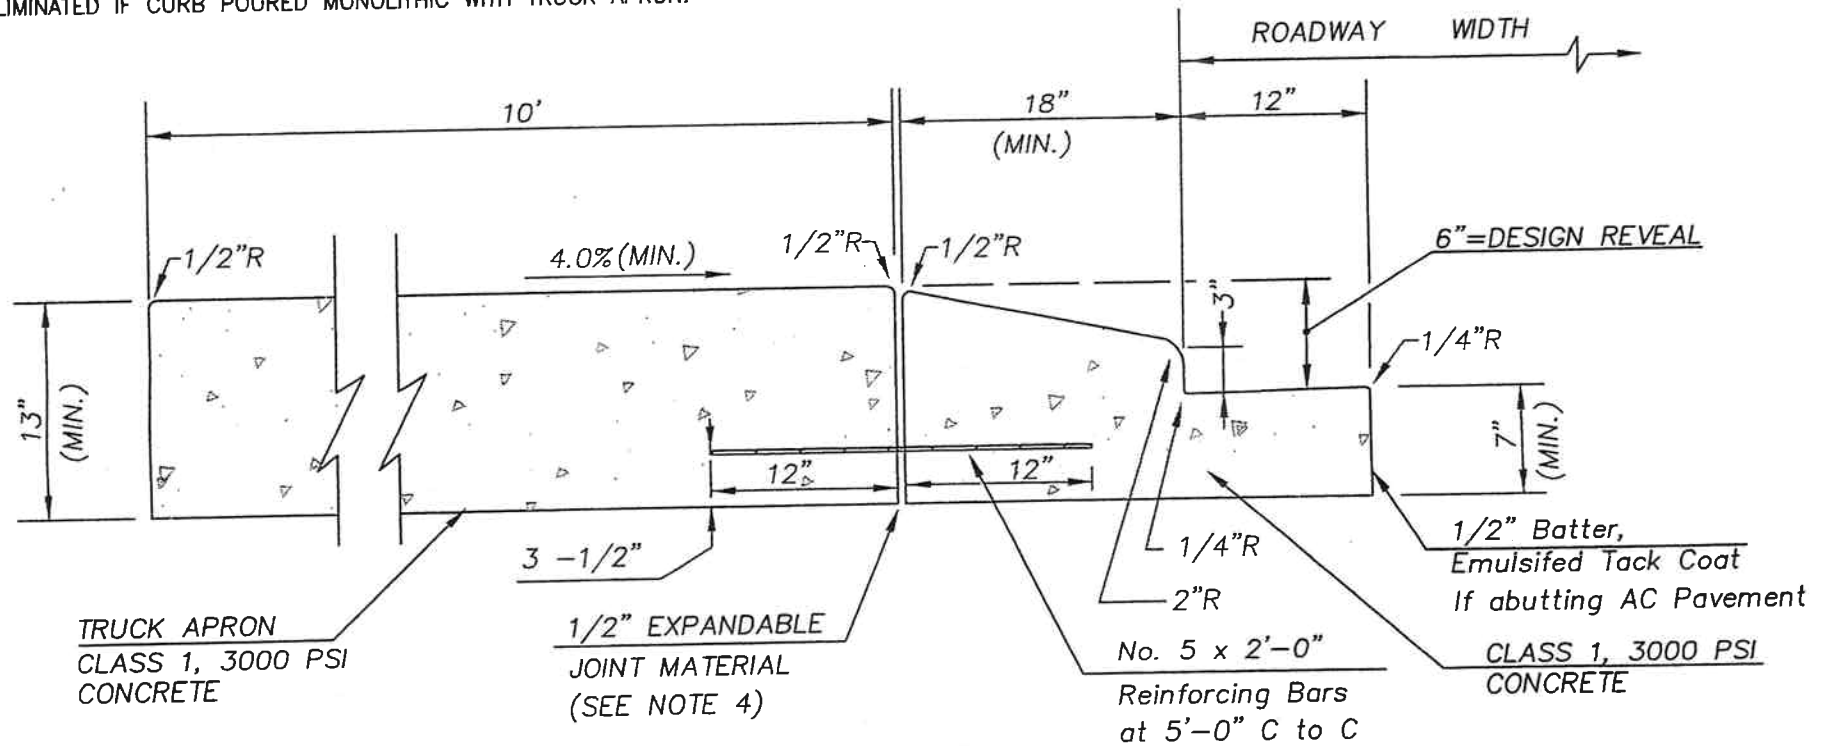 LIMINATED IF CURB POURED MONOLITHIC WITH TRUCK APRON.
ROADWAY WIDTH
10'
18"
(MIN.)
12"
1/2"R
4.0%(MIN.)
1/2"R
1/2"R
6"=DESIGN REVEAL
3"
1/4"R
13"
(MIN.)
7"
(MIN.)
12"
12"
3 -1/2"
1/4"R
2"R
1/2" Batter,
Emulsifed Tack Coat
If abutting AC Pavement
TRUCK APRON
CLASS 1, 3000 PSI
CONCRETE
1/2" EXPANDABLE
JOINT MATERIAL
(SEE NOTE 4)
No. 5 x 2'-0"
Reinforcing Bars
at 5'-0" C to C
CLASS 1, 3000 PSI
CONCRETE